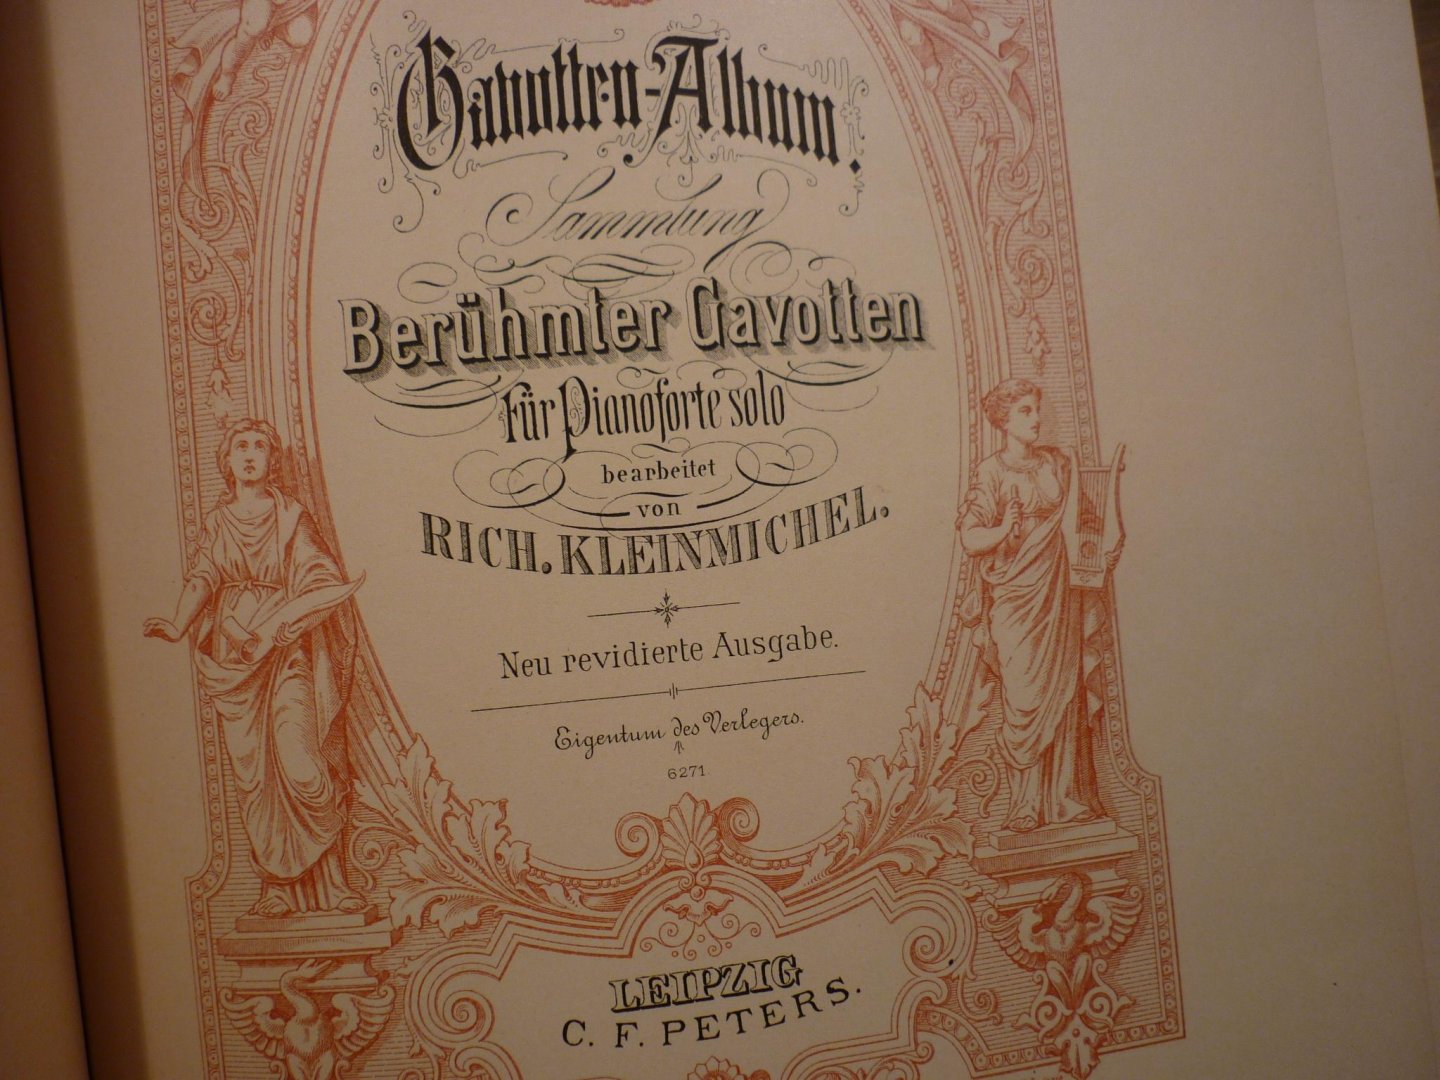 Gavotten-Album.
Sammlung
Berühmter Gavotten
für Pianoforte solo
bearbeitet
von
RICH. KLEINMICHEL.
Neu revidierte Ausgabe.
Eigentum des Verlegers.
6271
LEIPZIG
C. F. PETERS.